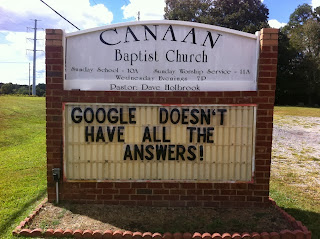 CANAAN
Baptist Church
Sunday School - 10A Sunday Worship Service - 11A
Wednesday Evenings 7P
Pastor: Dave Holbrook
GOOGLE DOESN'T
HAVE ALL THE
ANSWERS!